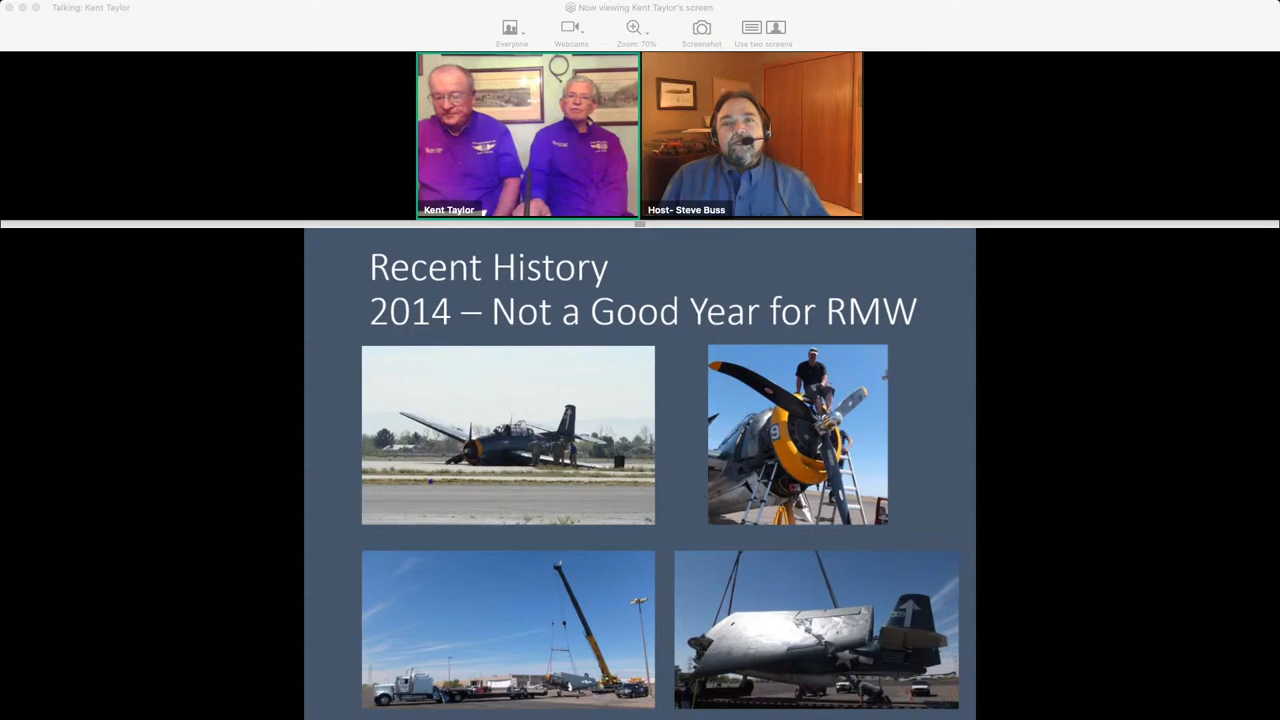 Talking: Kent Taylor
Now viewing Kent Taylor's screen
Everyone
Webcams
Zoom: 70%
Screenshot
Use two screens
Kent Taylor
Host- Steve Buss
Recent History
2014 – Not a Good Year for RMW
9